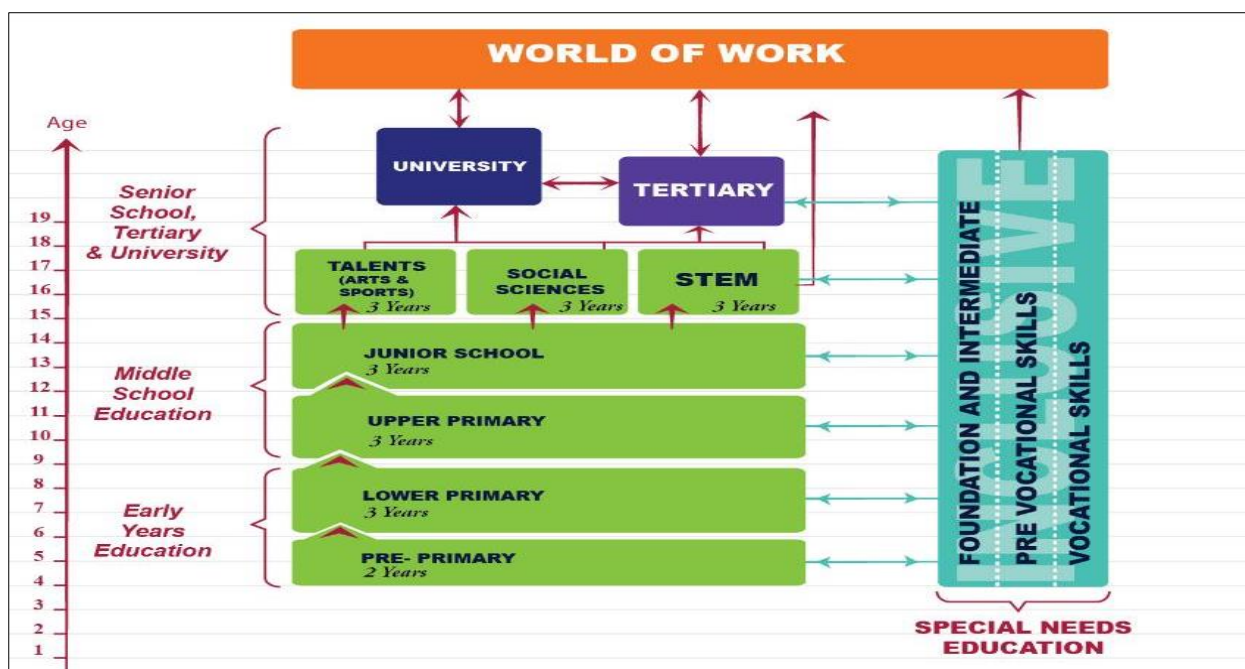 WORLD OF WORK
Age
19
18
17
16
15
14
13
12
11
10
9
8
7
6
5
4
3
2
1
Senior
School,
Tertiary
& University
Middle
School
Education
Early
Years
Education
UNIVERSITY
TERTIARY
TALENTS
(ARTS &
SPORTS)
3 Years
SOCIAL
SCIENCES
3 Years
STEM
3 Years
JUNIOR SCHOOL
3 Years
UPPER PRIMARY
3 Years
LOWER PRIMARY
3 Years
PRE- PRIMARY
2 Years
INCLUSIVE
FOUNDATION AND INTERMEDIATE
PRE VOCATIONAL SKILLS
VOCATIONAL SKILLS
SPECIAL NEEDS
EDUCATION